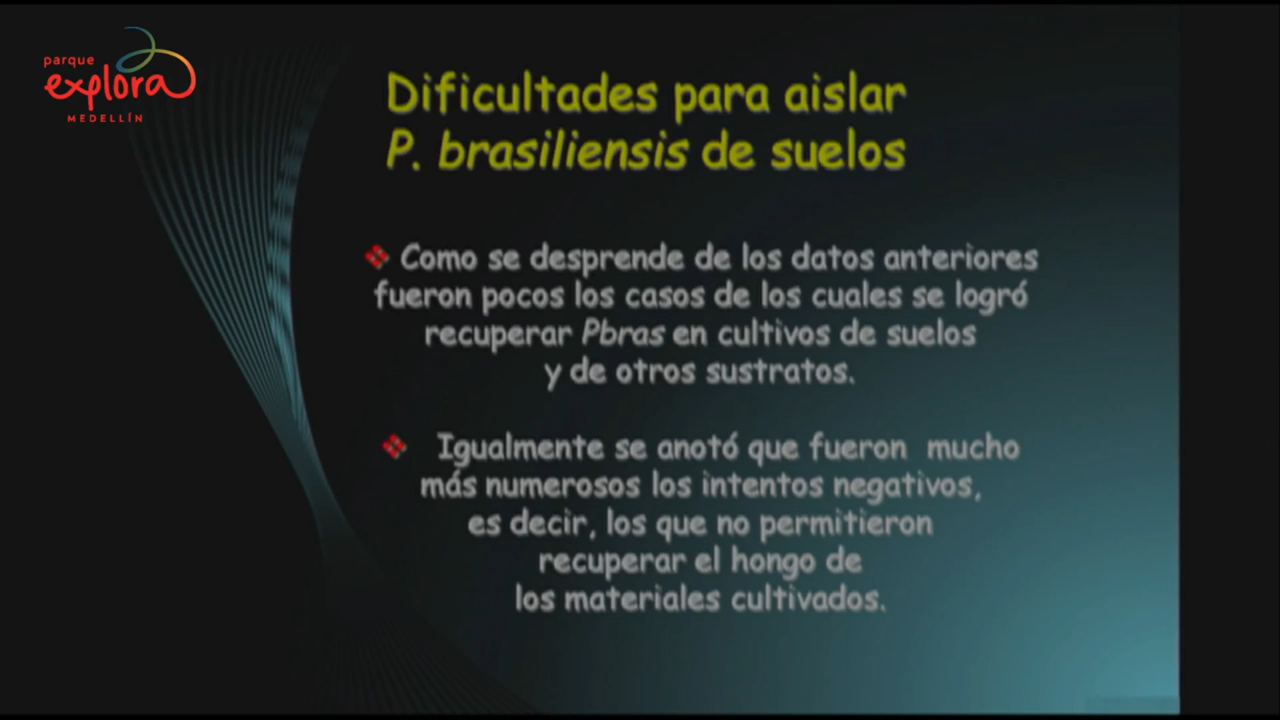 parque
explora
MEDELLÍN
Dificultades para aislar
P. brasiliensis de suelos
Como se desprende de los datos anteriores
fueron pocos los casos de los cuales se logró
recuperar Pbras en cultivos de suelos
y de otros sustratos.
Igualmente se anotó que fueron mucho
más numerosos los intentos negativos,
es decir, los que no permitieron
recuperar el hongo de
los materiales cultivados.